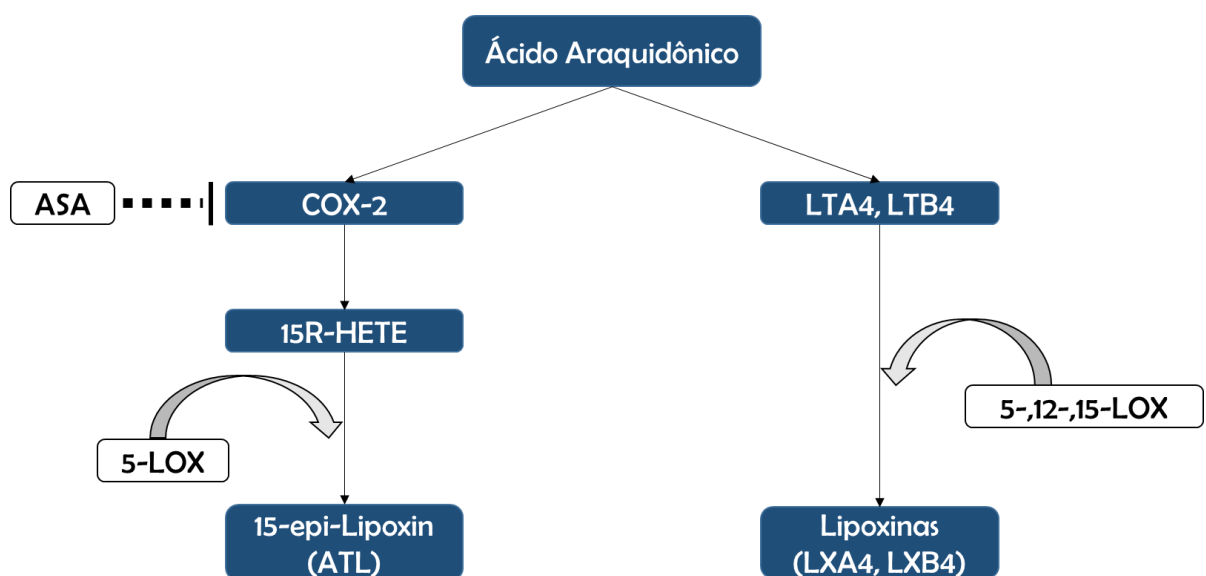 Ácido Araquidônico
ASA
COX-2
LTA4, LTB4
15R-HETE
5-,12-,15-LOX
5-LOX
15-epi-Lipoxin
(ATL)
Lipoxinas
(LXA4, LXB4)